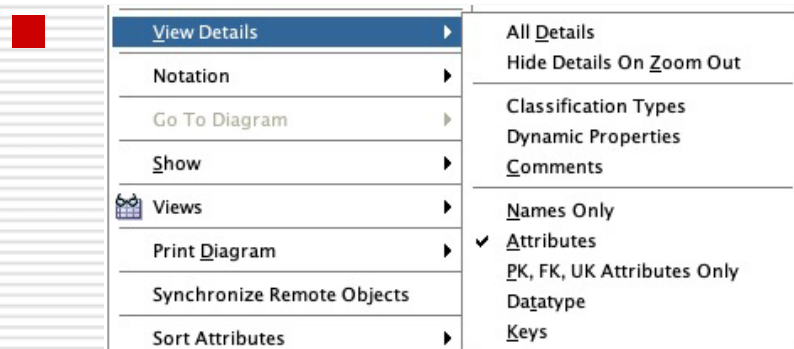 View Details
Notation
Go To Diagram
Show
Views
Print Diagram
Synchronize Remote Objects
Sort Attributes
All Details
Hide Details On Zoom Out
Classification Types
Dynamic Properties
Comments
Names Only
Attributes
PK, FK, UK Attributes Only
Datatype
Keys